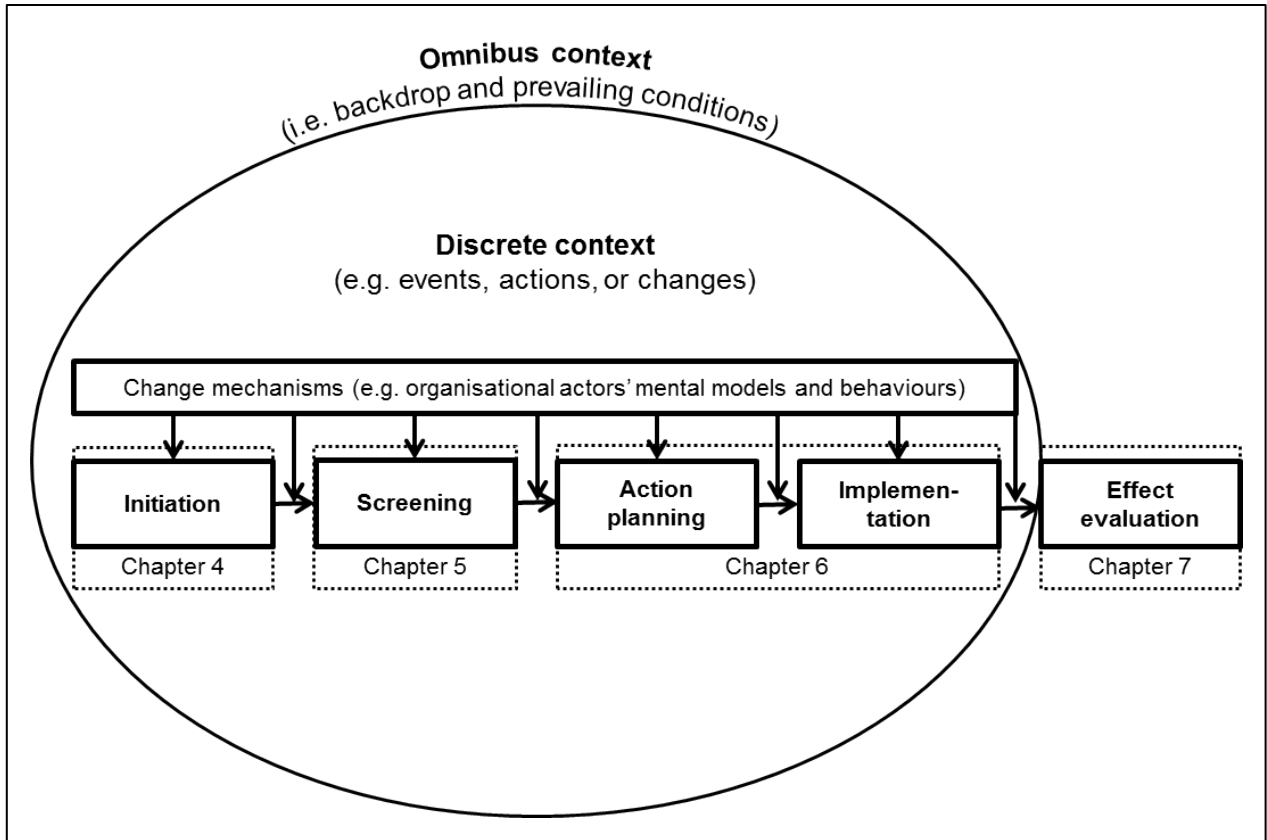 Omnibus context
(i.e. backdrop and prevailing conditions)
Discrete context
(e.g. events, actions, or changes)
Change mechanisms (e.g. organisational actors' mental models and behaviours)
Initiation
Screening
Action
planning
Implemen-
tation
Effect
evaluation
Chapter 4
Chapter 5
Chapter 6
Chapter 7